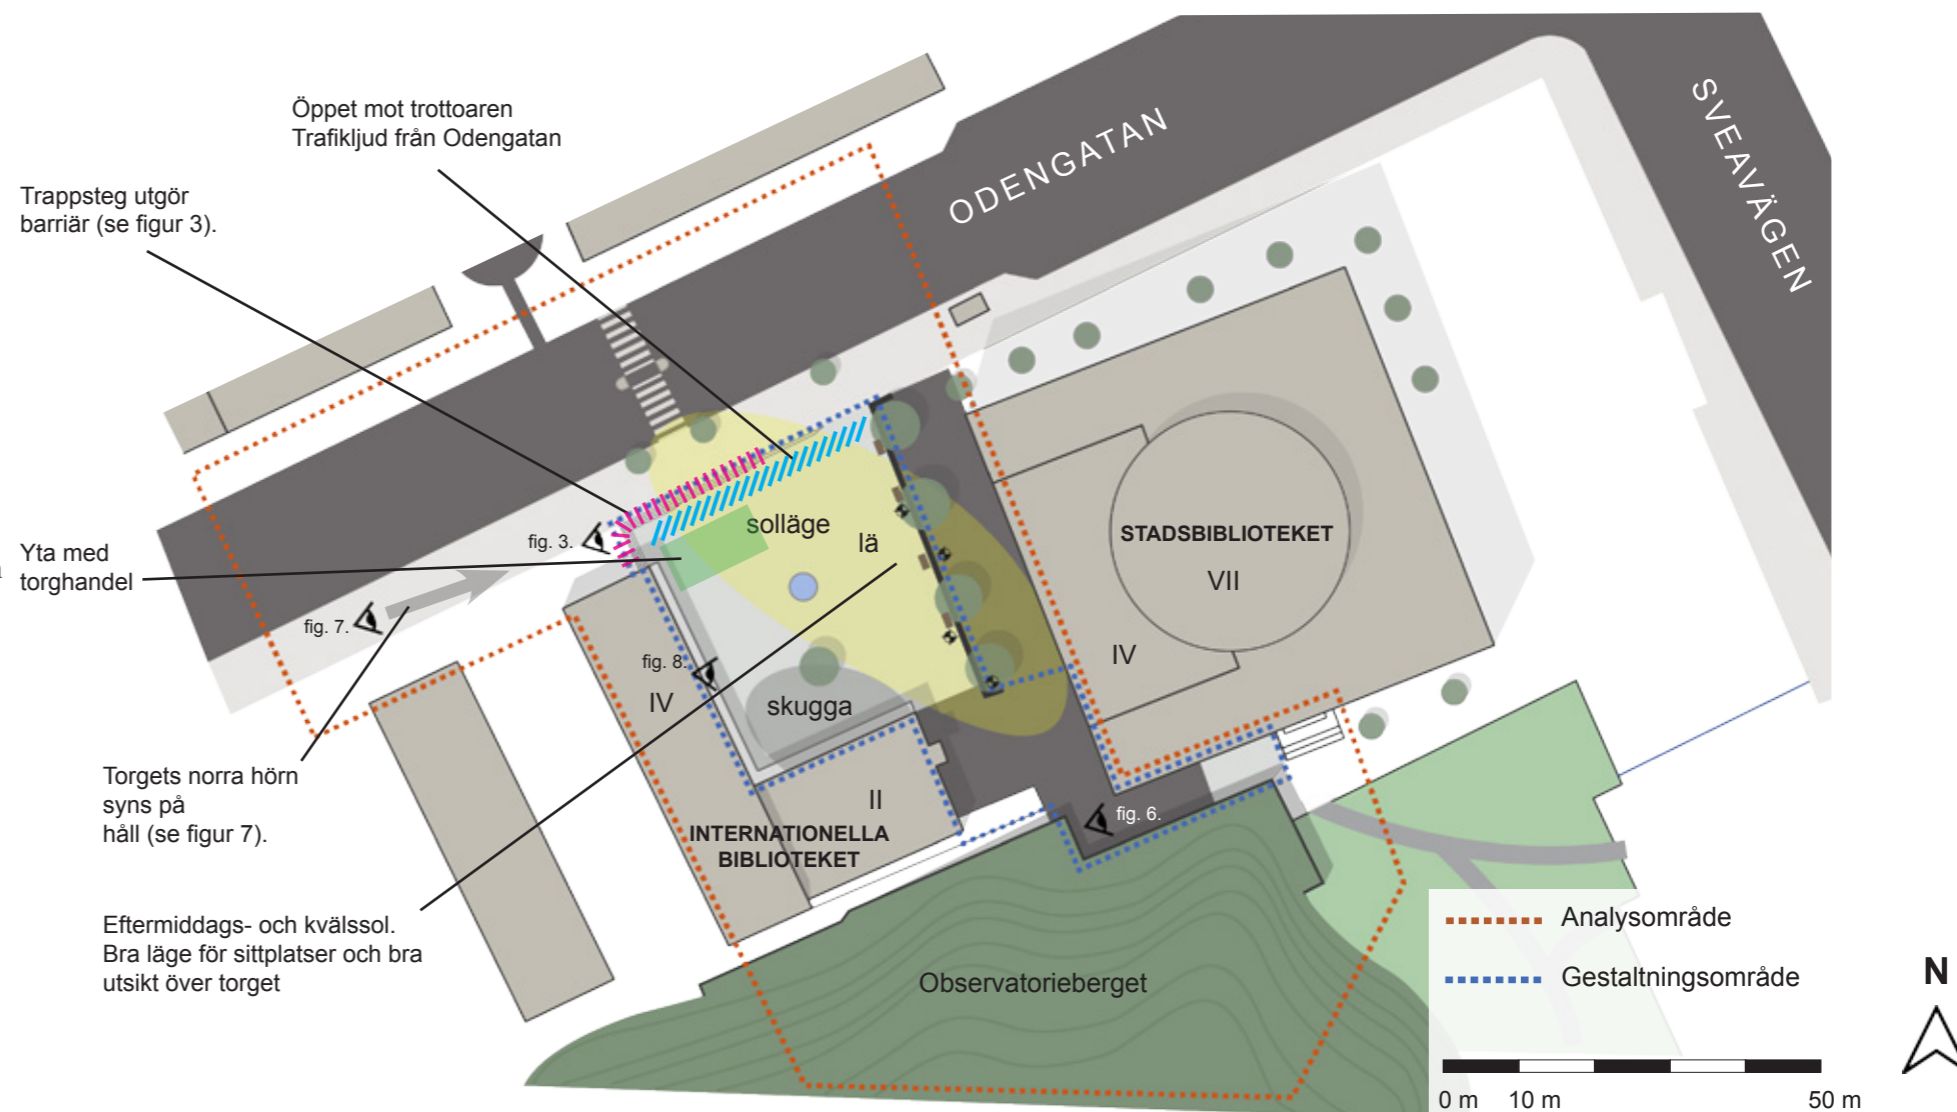 Öppet mot trottoaren
Trafikljud från Odengatan
Trappsteg utgör
barriär (se figur 3).
ODENGATAN
SVEAVÄGEN
Yta med
torghandel
fig. 3.
solläge
lä
STADSBIBLIOTEKET
VII
fig. 7.
fig. 8.
IV
skugga
IV
Torgets norra hörn
syns på
håll (se figur 7).
II
INTERNATIONELLA
BIBLIOTEKET
fig. 6.
Eftermiddags- och kvälssol.
Bra läge för sittplatser och bra
utsikt över torget
Observatorieberget
Analysområde
Gestaltningsområde
N
0 m 10 m 50 m